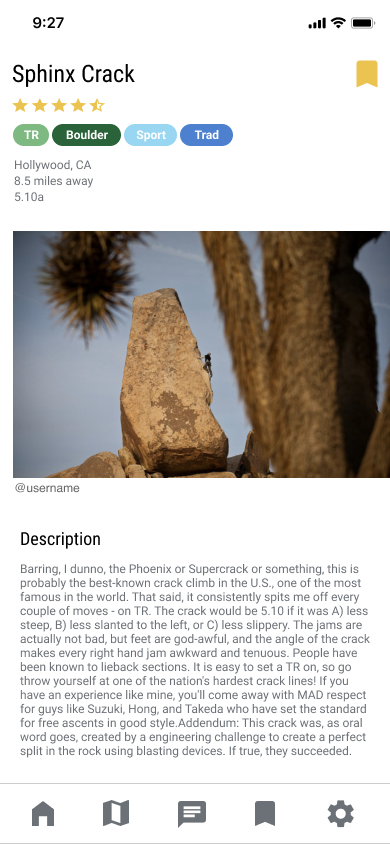 9:27
Sphinx Crack
TR Boulder Sport Trad
Hollywood, CA
8.5 miles away
5.10a
@username
Description
Barring, I dunno, the Phoenix or Supercrack or something, this is
probably the best-known crack climb in the U.S., one of the most
famous in the world. That said, it consistently spits me off every
couple of moves - on TR. The crack would be 5.10 if it was A) less
steep, B) less slanted to the left, or C) less slippery. The jams are
actually not bad, but feet are god-awful, and the angle of the crack
makes every right hand jam awkward and tenuous. People have
been known to lieback sections. It is easy to set a TR on, so go
throw yourself at one of the nation's hardest crack lines! If you
have an experience like mine, you'll come away with MAD respect
for guys like Suzuki, Hong, and Takeda who have set the standard
for free ascents in good style.Addendum: This crack was, as oral
word goes, created by a engineering challenge to create a perfect
split in the rock using blasting devices. If true, they succeeded.